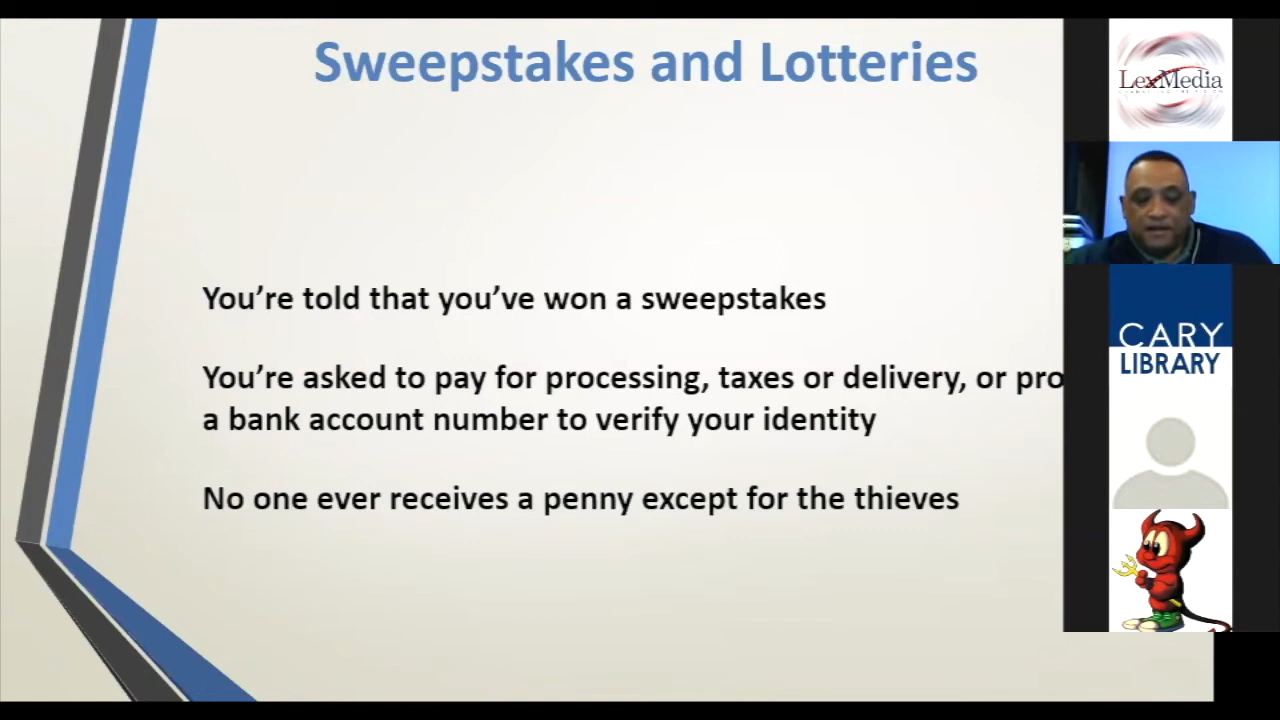 Sweepstakes and Lotteries
LexMedia
You’re told that you’ve won a sweepstakes
CARY
LIBRARY
You’re asked to pay for processing, taxes or delivery, or pro
a bank account number to verify your identity
No one ever receives a penny except for the thieves